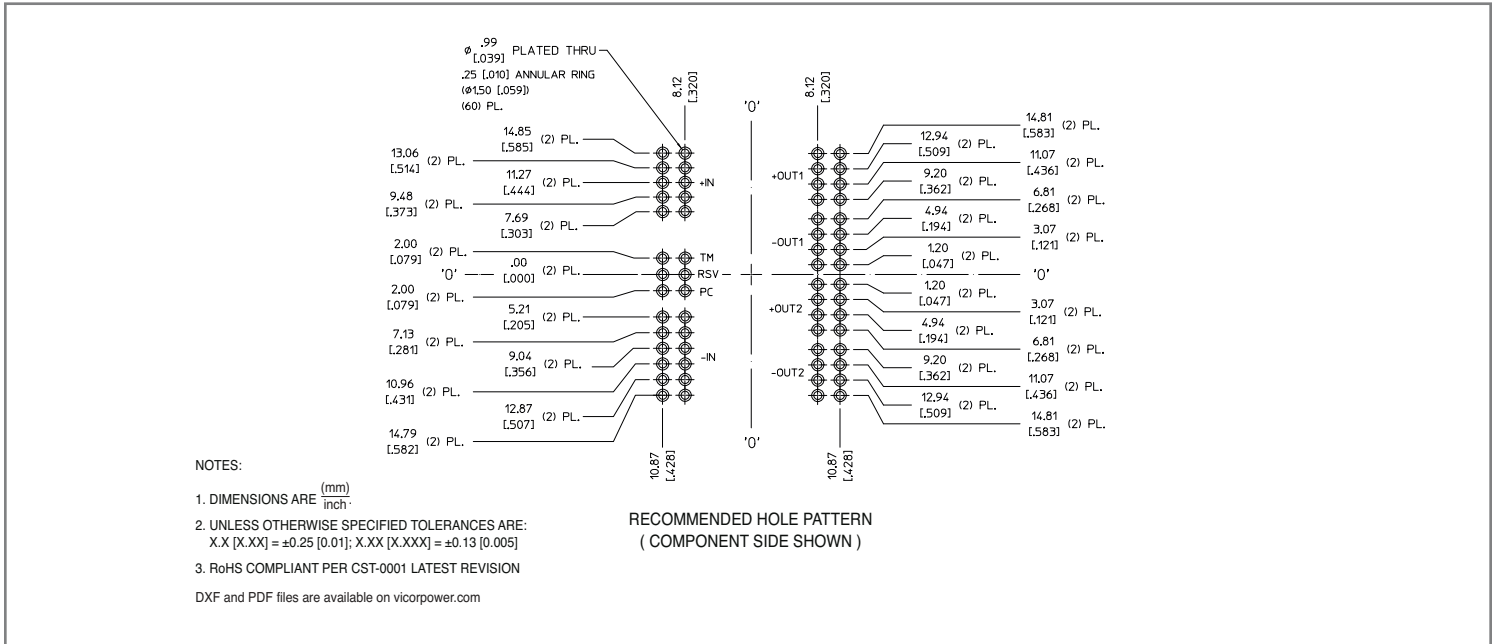 ø .99
[.039] PLATED THRU
.25 [.010] ANNULAR RING
(ø1.50 [.059])
(60) PL.
8.12
[.320]
'0'
8.12
[.320]
14.85
[.585] (2) PL.
13.06
[.514] (2) PL.
11.27
[.444] (2) PL.
9.48
[.373] (2) PL.
7.69
[.303] (2) PL.
2.00
[.079] (2) PL.
'0'
.00
[.000] (2) PL.
2.00
[.079] (2) PL.
5.21
[.205] (2) PL.
7.13
[.281] (2) PL.
9.04
[.356] (2) PL.
10.96
[.431] (2) PL.
12.87
[.507] (2) PL.
14.79
[.582] (2) PL.
+IN
TM
RSV
PC
-IN
10.87
[.428]
'0'
+OUT1
-OUT1
+OUT2
-OUT2
10.87
[.428]
14.81
[.583] (2) PL.
12.94
[.509] (2) PL.
11.07
[.436] (2) PL.
9.20
[.362] (2) PL.
6.81
[.268] (2) PL.
4.94
[.194] (2) PL.
3.07
[.121] (2) PL.
1.20
[.047] (2) PL.
'0'
1.20
[.047] (2) PL.
3.07
[.121] (2) PL.
4.94
[.194] (2) PL.
6.81
[.268] (2) PL.
9.20
[.362] (2) PL.
11.07
[.436] (2) PL.
12.94
[.509] (2) PL.
14.81
[.583] (2) PL.
RECOMMENDED HOLE PATTERN
( COMPONENT SIDE SHOWN )
NOTES:
1. DIMENSIONS ARE (mm)
inch.
2. UNLESS OTHERWISE SPECIFIED TOLERANCES ARE:
X.X [X.XX] = ±0.25 [0.01]; X.XX [X.XXX] = ±0.13 [0.005]
3. RoHS COMPLIANT PER CST-0001 LATEST REVISION
DXF and PDF files are available on vicorpower.com